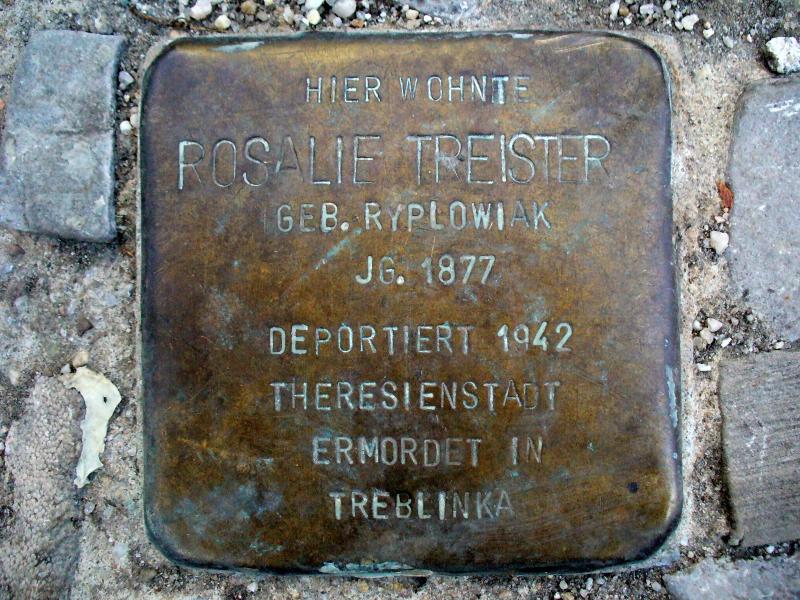 HIER WOHNTE
ROSALIE TREISTER
GEB. RYPLOWIAK
JG. 1877
DEPORTIERT 1942
THERESIENSTADT
ERMORDET IN
TREBLINKA